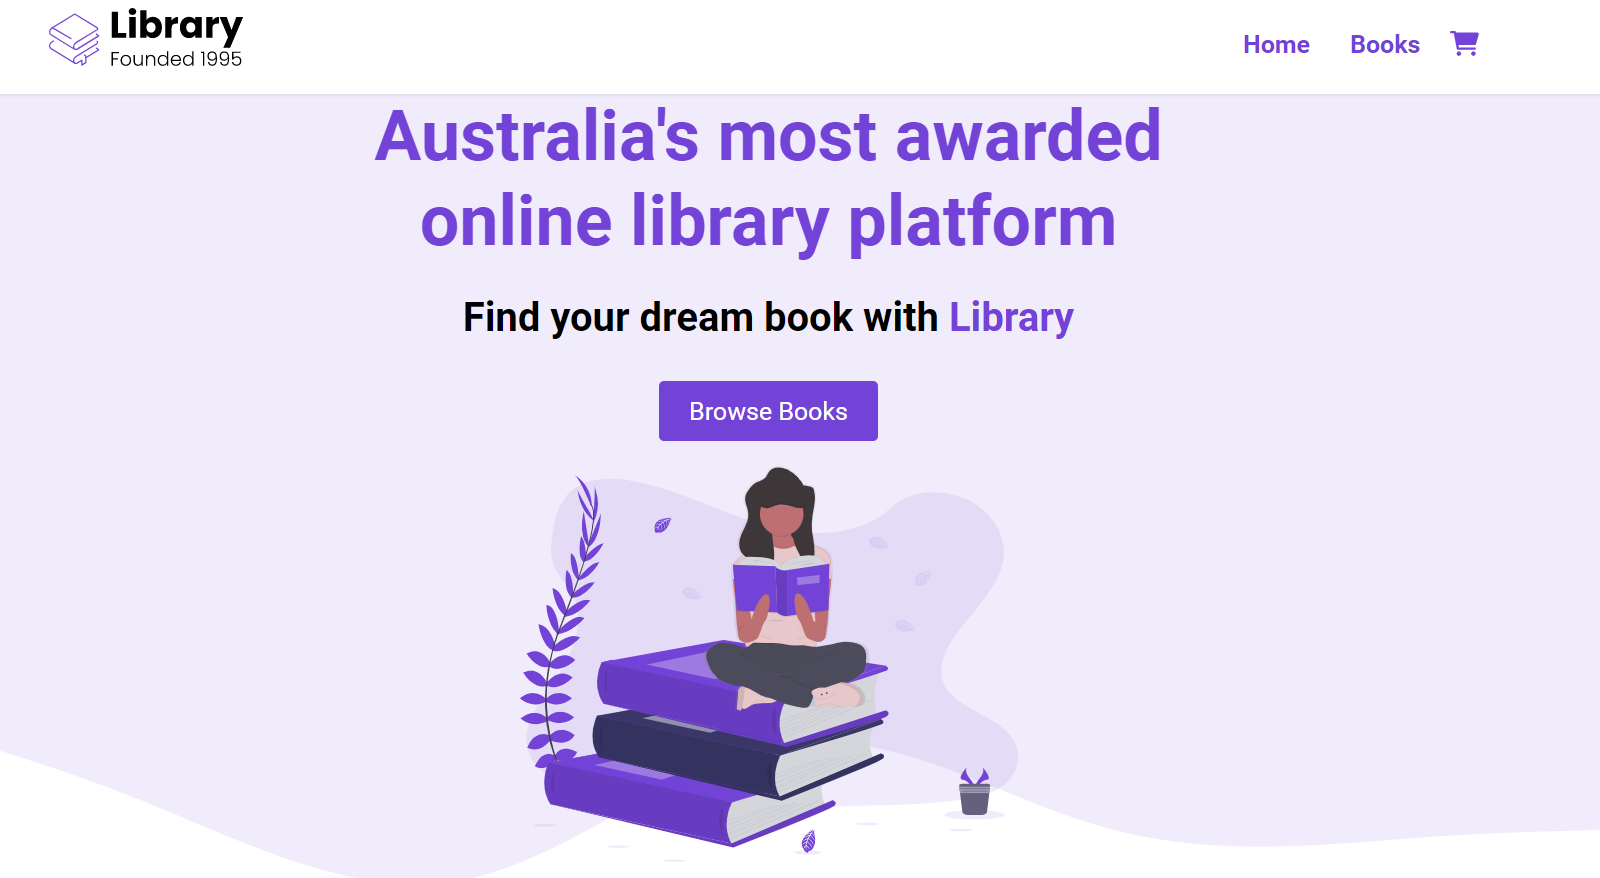 Library
Founded 1995
Home
Books
Australia's most awarded
online library platform
Find your dream book with Library
Browse Books